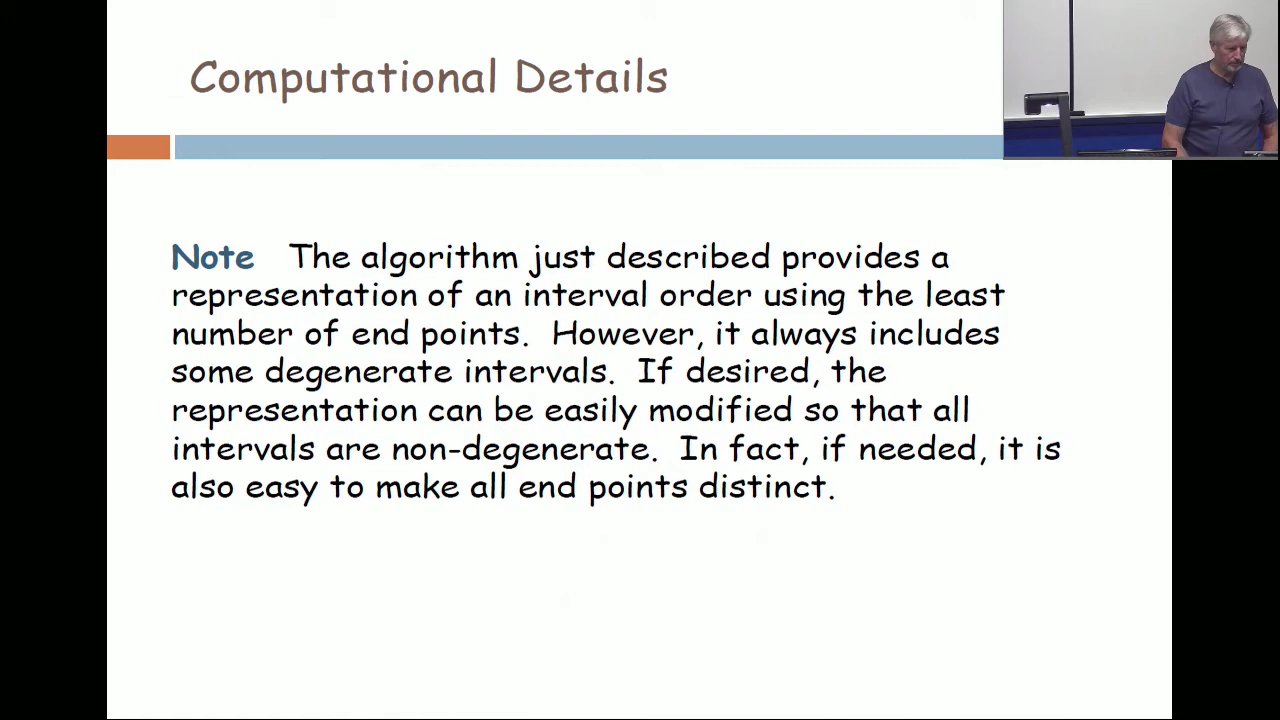 Computational Details
Note The algorithm just described provides a
representation of an interval order using the least
number of end points. However, it always includes
some degenerate intervals. If desired, the
representation can be easily modified so that all
intervals are non-degenerate. In fact, if needed, it is
also easy to make all end points distinct.